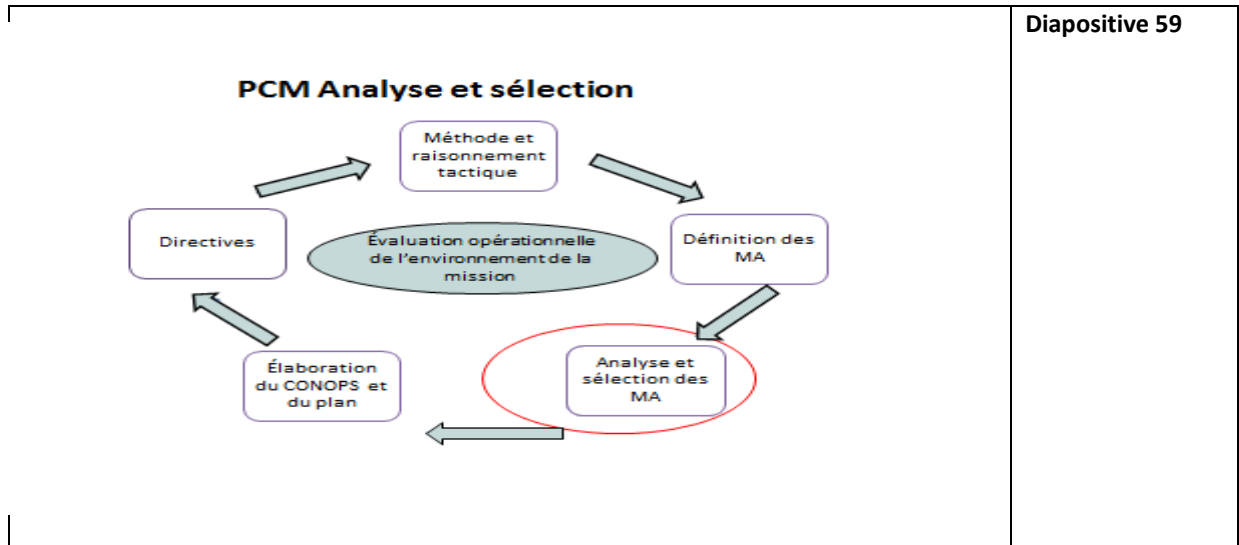 Diapositive 59
PCM Analyse et sélection
Méthode et
raisonnement
tactique
Directives
Évaluation opérationnelle
de l'environnement de la
mission
Définition des
MA
Élaboration
du CONOPS et
du plan
Analyse et
sélection des
MA